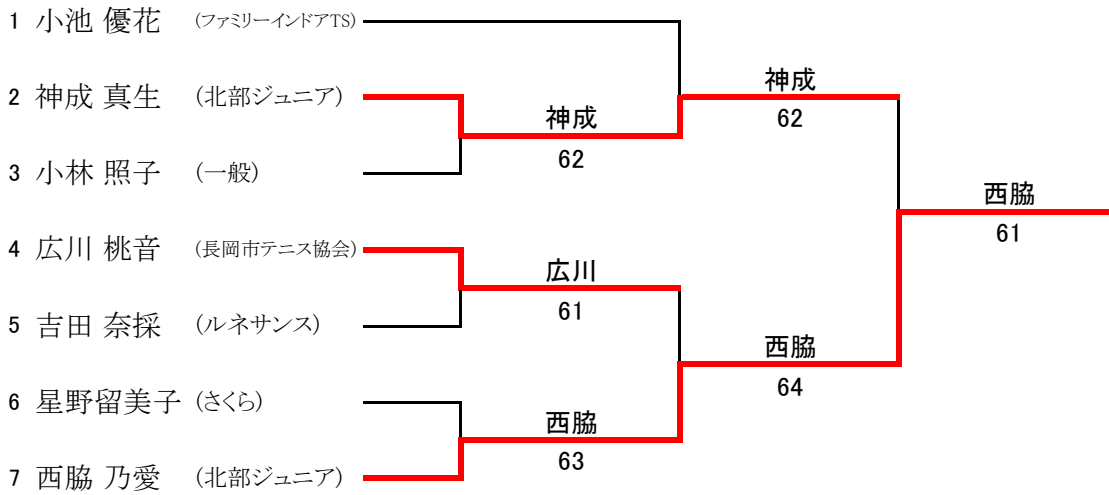 1 小池 優花 (ファミリーインドアTS)
2 神成 真生 (北部ジュニア)
3 小林 照子 (一般)
4 広川 桃音 (長岡市テニス協会)
5 吉田 奈採 (ルネサンス)
6 星野留美子 (さくら)
7 西脇 乃愛 (北部ジュニア)
神成
62
広川
61
西脇
63
神成
62
西脇
64
西脇
61